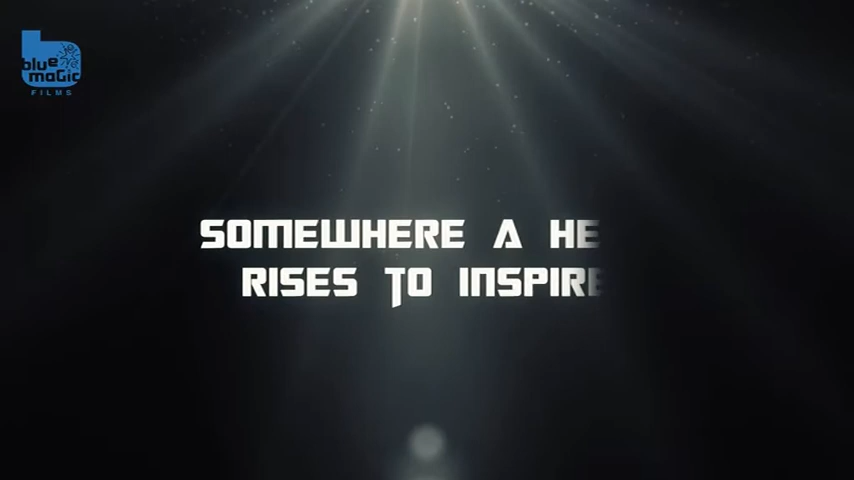 blue
magic
FILMS
SOMEWHERE A HE
RISES TO INSPIRE